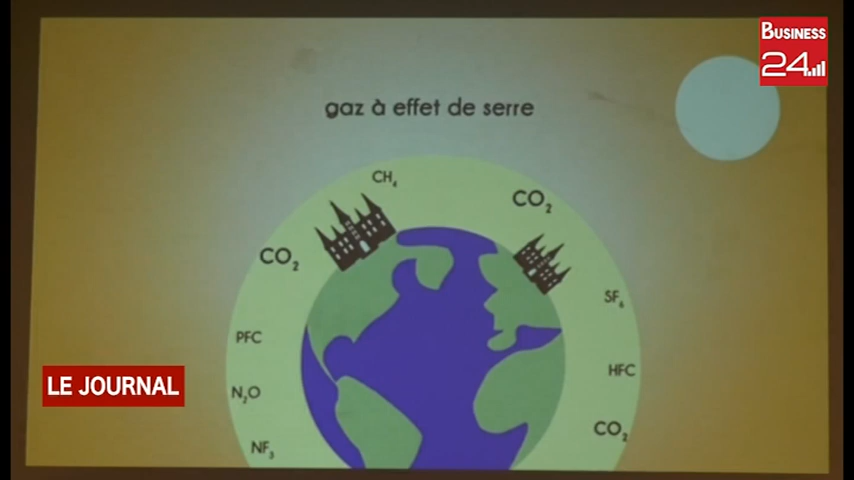 BUSINESS
24
gaz à effet de serre
CH₄
CO₂
CO₂
SF₆
PFC
HFC
LE JOURNAL
N₂O
CO₂
NF₃